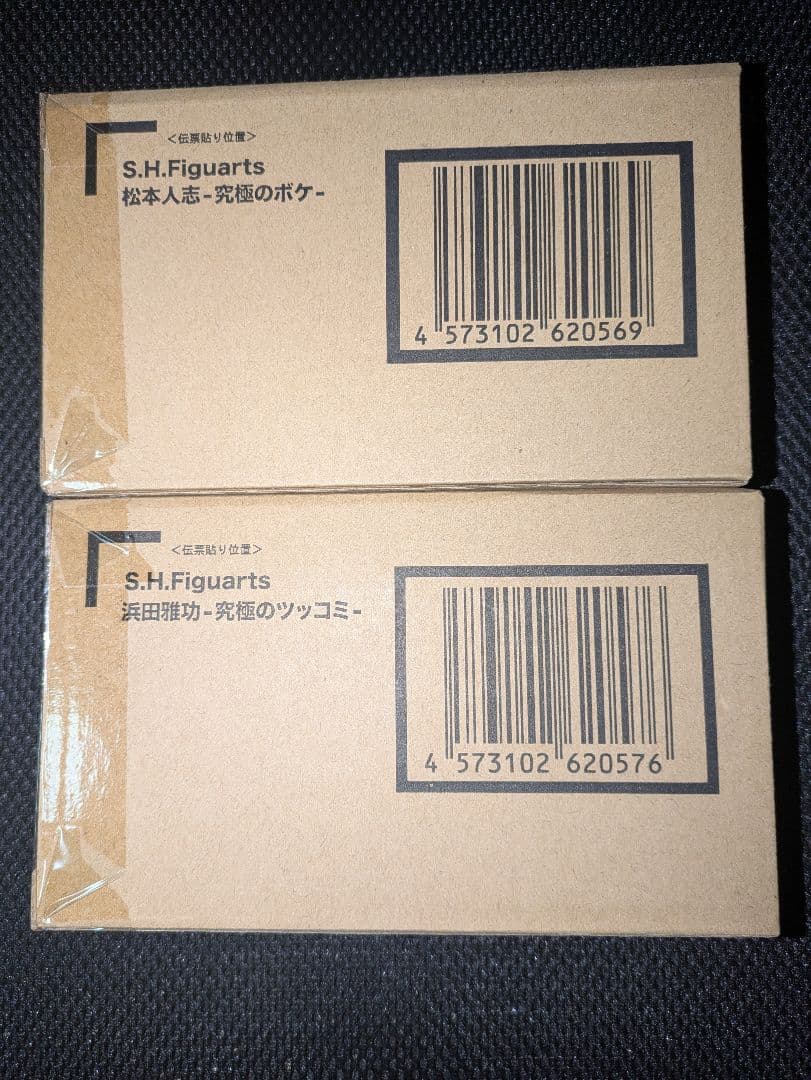 <伝票貼り位置>
S.H.Figuarts
松本人志-究極のボケ-
4 573102 620569
<伝票貼り位置>
S.H.Figuarts
浜田雅功-究極のツッコミ-
4 573102 620576